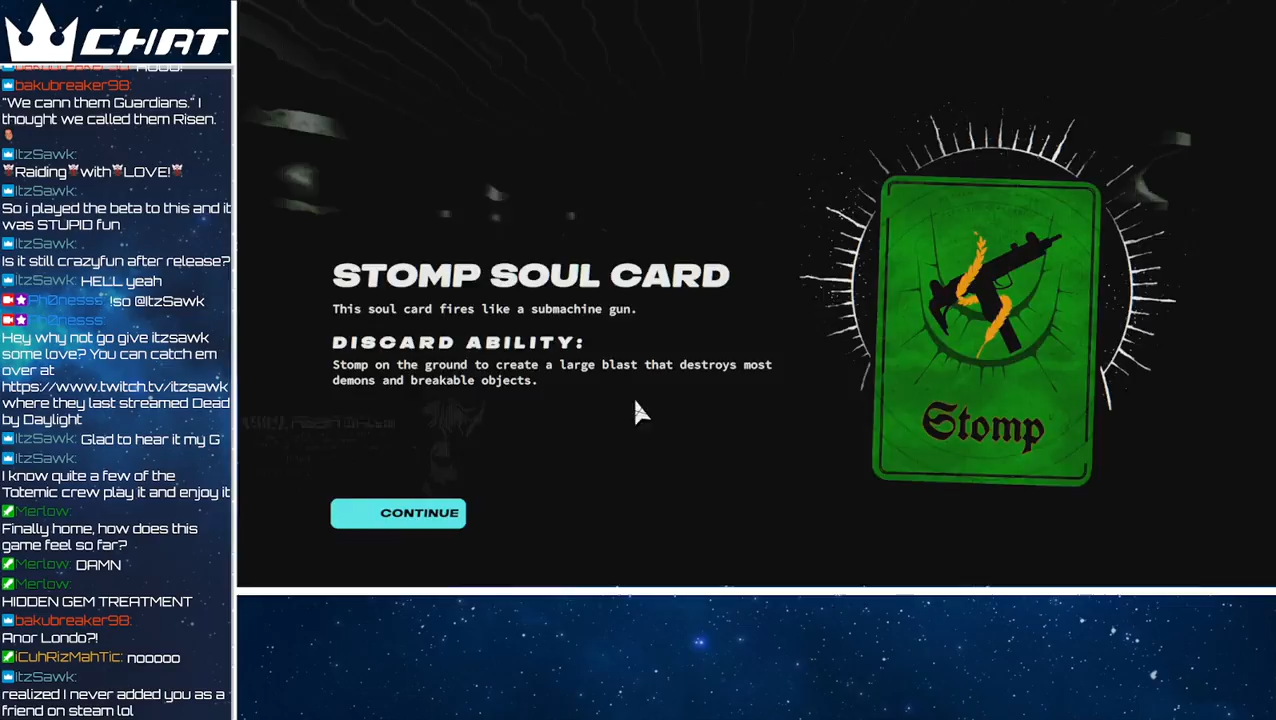 CHAT
bakubreaker98:
"We cann them Guardians." I
thought we called them Risen.
ItzSawk:
Raiding with LOVE!
ItzSawk:
So i played the beta to this and it
was STUPID fun
ItzSawk:
Is it still crazyfun after release?
ItzSawk: HELL yeah
Ph0nesss: !so @ItzSawk
Ph0nesss:
Hey why not go give itzsawk
some love? You can catch em
over at
https://www.twitch.tv/itzsawk
where they last streamed Dead
by Daylight
ItzSawk: Glad to hear it my G
ItzSawk:
I know quite a few of the
Totemic crew play it and enjoy it
Merlow:
Finally home, how does this
game feel so far?
Merlow: DAMN
Merlow:
HIDDEN GEM TREATMENT
bakubreaker98:
Anor Londo?!
iCuhRizMahTic: nooooo
ItzSawk:
realized I never added you as a
friend on steam lol
STOMP SOUL CARD
This soul card fires like a submachine gun.
DISCARD ABILITY:
Stomp on the ground to create a large blast that destroys most
demons and breakable objects.
CONTINUE
Stomp